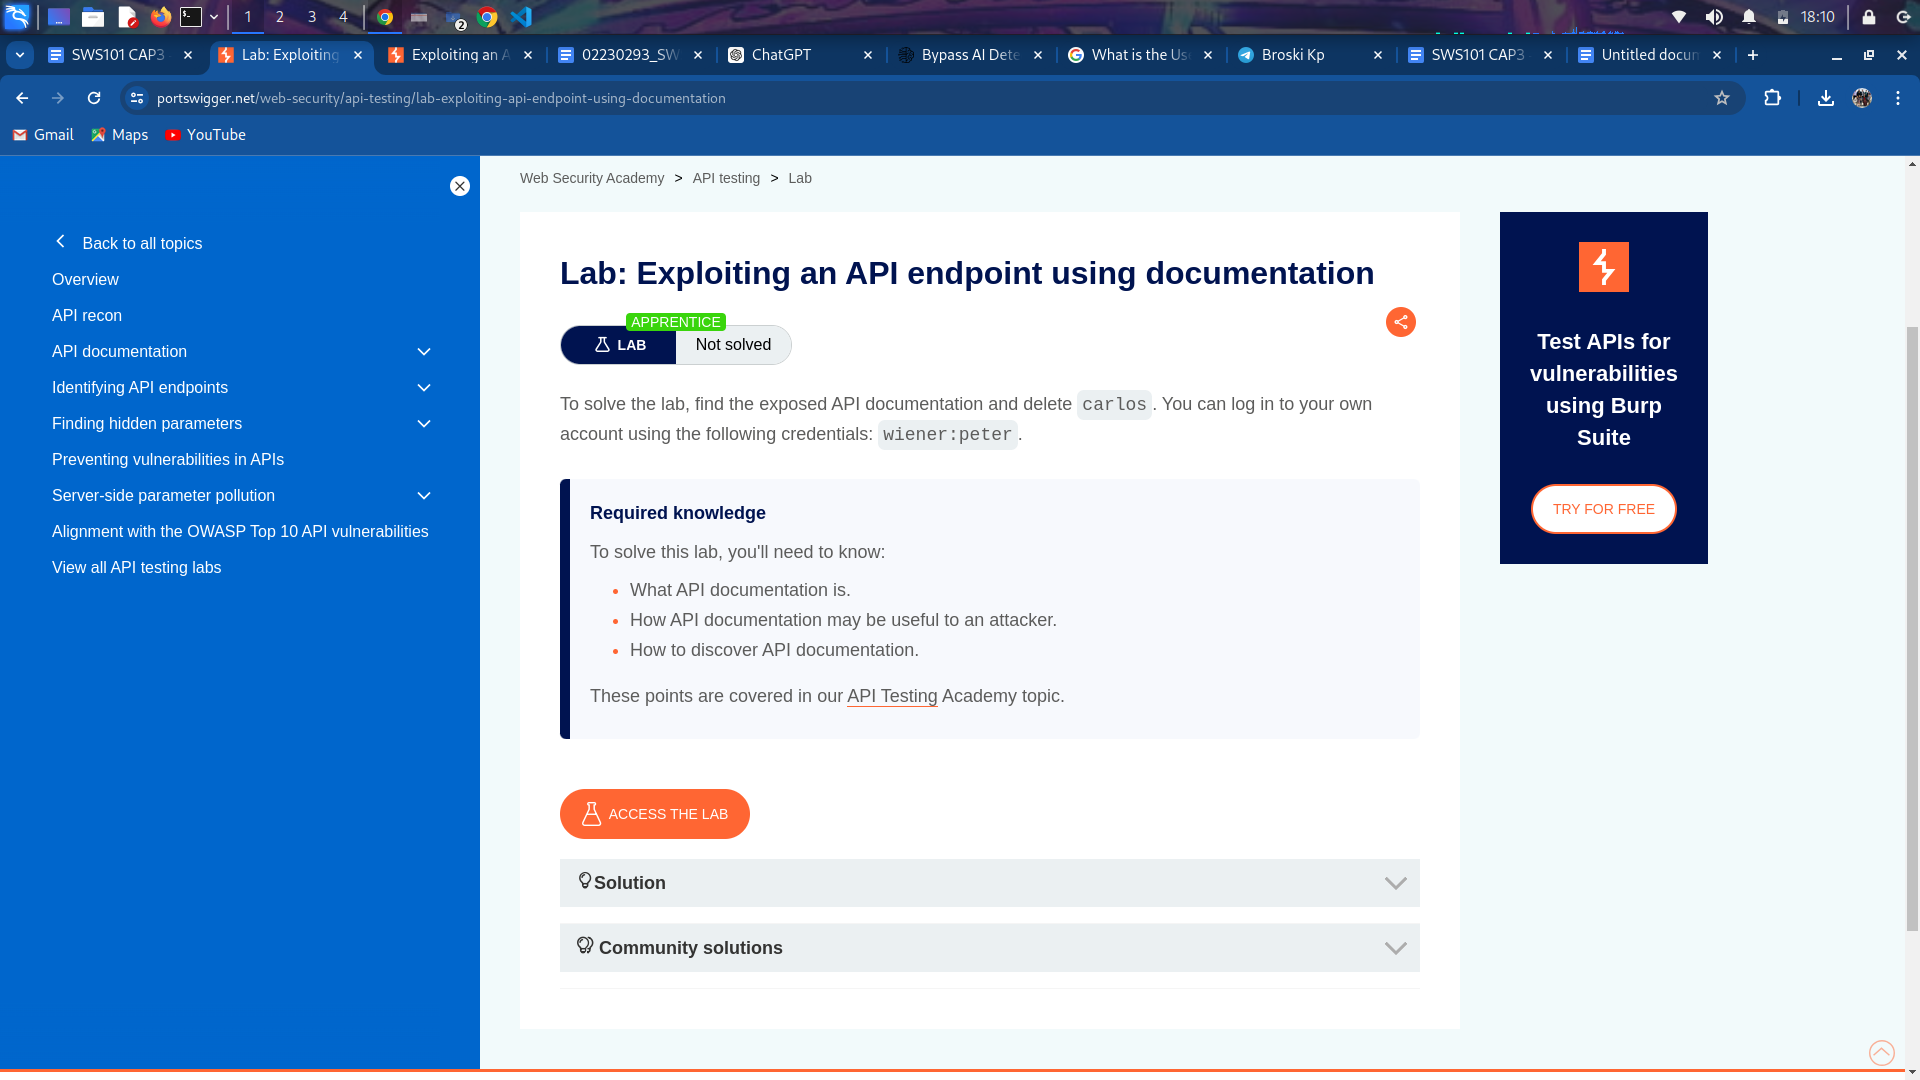 1 2 3 4 2 18:10
SWS101 CAP3 Lab: Exploiting Exploiting an A 02230293_SW ChatGPT Bypass AI Dete What is the Use Broski Kp SWS101 CAP3 Untitled docum
portswigger.net/web-security/api-testing/lab-exploiting-api-endpoint-using-documentation
Gmail Maps YouTube
Back to all topics
Overview
API recon
API documentation
Identifying API endpoints
Finding hidden parameters
Preventing vulnerabilities in APIs
Server-side parameter pollution
Alignment with the OWASP Top 10 API vulnerabilities
View all API testing labs
Web Security Academy > API testing > Lab
Lab: Exploiting an API endpoint using documentation
APPRENTICE
LAB Not solved
To solve the lab, find the exposed API documentation and delete carlos. You can log in to your own
account using the following credentials: wiener:peter.
Required knowledge
To solve this lab, you'll need to know:
• What API documentation is.
• How API documentation may be useful to an attacker.
• How to discover API documentation.
These points are covered in our API Testing Academy topic.
ACCESS THE LAB
Solution
Community solutions
Test APIs for
vulnerabilities
using Burp
Suite
TRY FOR FREE